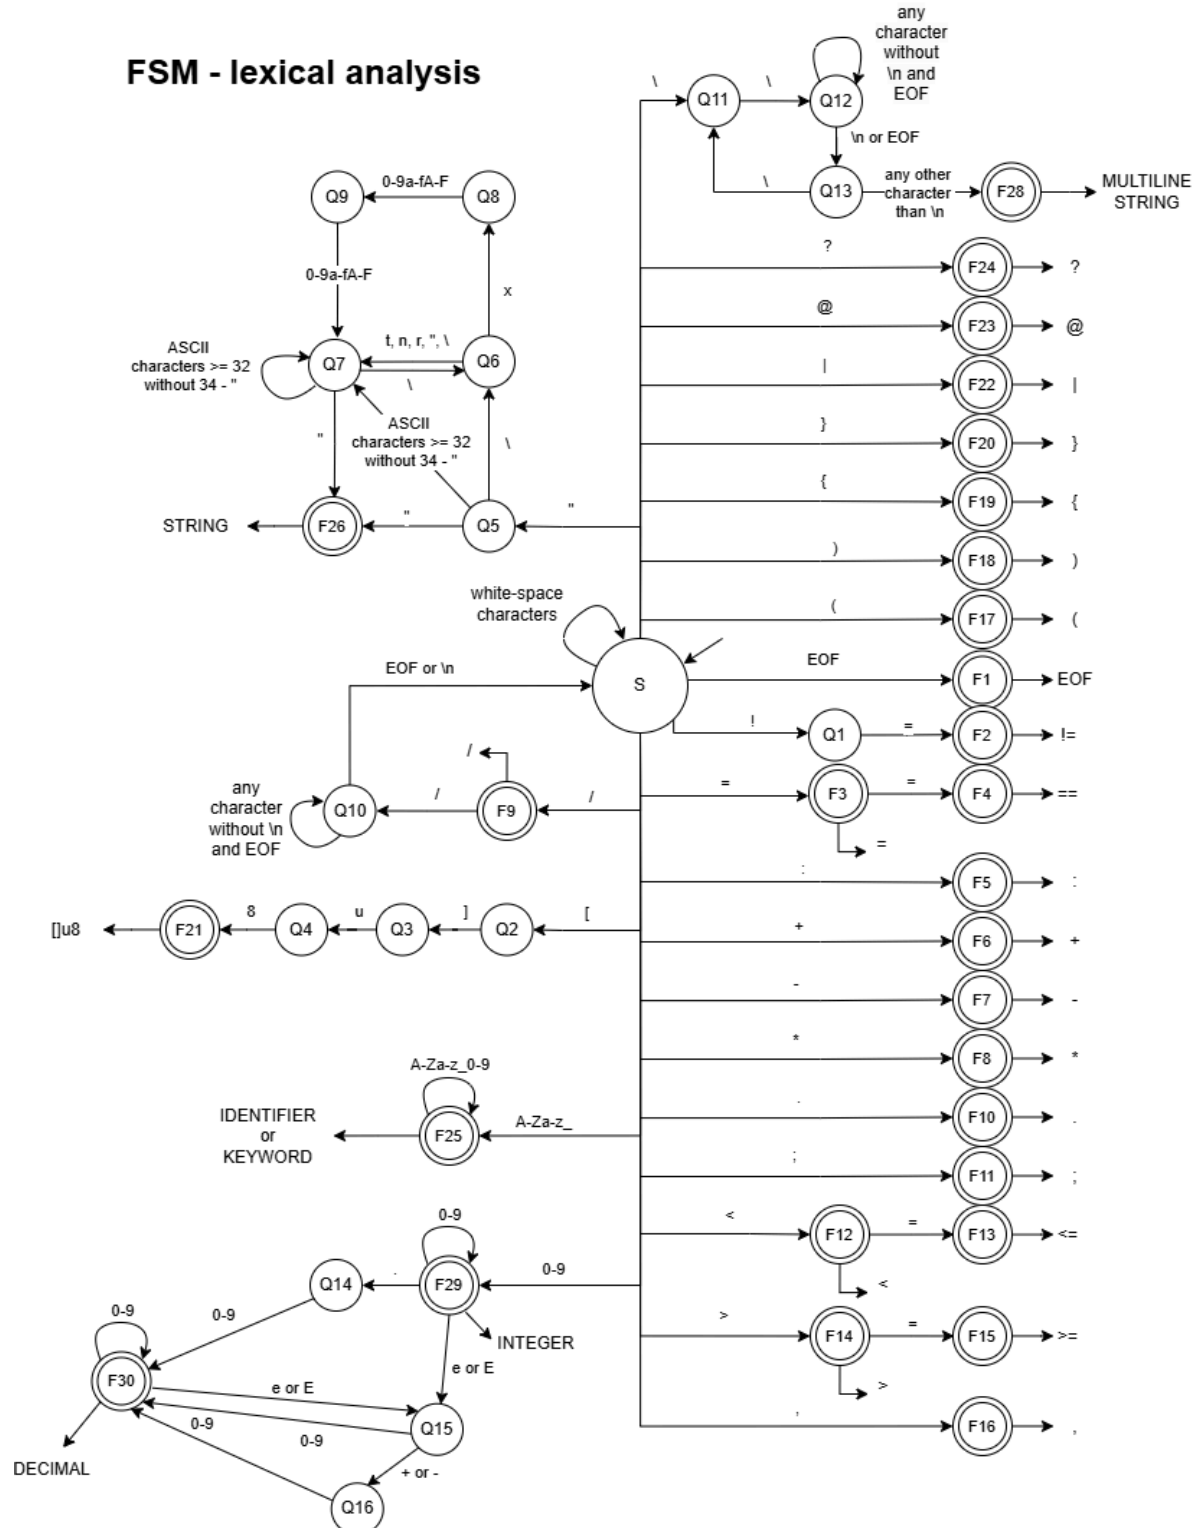 FSM - lexical analysis
any
character
without
\n and
EOF
\
Q11
\
Q12
\n or EOF
\
Q13
any other
character
than \n
F28
MULTILINE
STRING
Q9
0-9a-fA-F
Q8
0-9a-fA-F
x
ASCII
characters >= 32
without 34 - "
Q7
t, n, r, ", \
\
Q6
"
ASCII
characters >= 32
without 34 - "
\
STRING
F26
"
Q5
"
?
F24
?
@
F23
@
|
F22
|
}
F20
}
{
F19
{
)
F18
)
(
F17
(
white-space
characters
S
EOF
F1
EOF
!
Q1
=
F2
!=
=
F3
=
F4
==
=
EOF or \n
any
character
without \n
and EOF
Q10
/
/
F9
/
[]u8
F21
8
Q4
u
Q3
]
Q2
[
:
F5
:
+
F6
+
-
F7
-
*
F8
*
.
F10
.
;
F11
;
<
F12
=
F13
<=
<
>
F14
=
F15
>=
>
,
F16
,
A-Za-z_0-9
IDENTIFIER
or
KEYWORD
F25
A-Za-z_
0-9
Q14
.
F29
0-9
INTEGER
0-9
0-9
F30
e or E
e or E
0-9
0-9
Q15
DECIMAL
+ or -
Q16